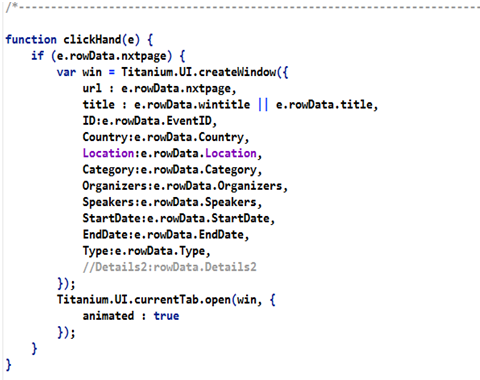 /*------------------------------------------------------------------------
function clickHand(e) {
    if (e.rowData.nxtpage) {
        var win = Titanium.UI.createWindow({
            url : e.rowData.nxtpage,
            title : e.rowData.wintitle || e.rowData.title,
            ID:e.rowData.EventID,
            Country:e.rowData.Country,
            Location:e.rowData.Location,
            Category:e.rowData.Category,
            Organizers:e.rowData.Organizers,
            Speakers:e.rowData.Speakers,
            StartDate:e.rowData.StartDate,
            EndDate:e.rowData.EndDate,
            Type:e.rowData.Type,
            //Details2:rowData.Details2
        });
        Titanium.UI.currentTab.open(win, {
            animated : true
        });
    }
}